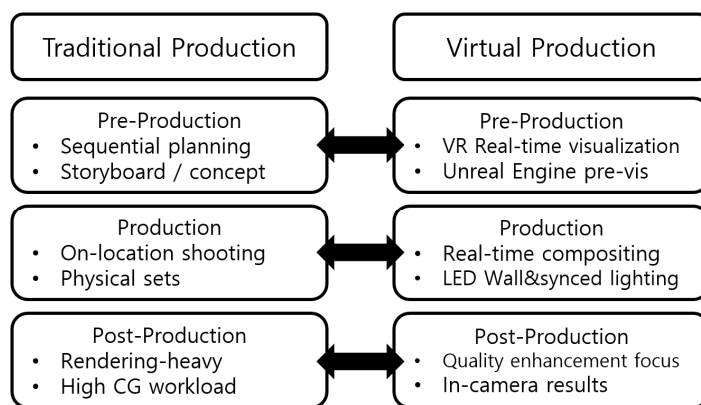 Traditional Production
Virtual Production
Pre-Production
• Sequential planning
• Storyboard / concept
Pre-Production
• VR Real-time visualization
• Unreal Engine pre-vis
Production
• On-location shooting
• Physical sets
Production
• Real-time compositing
• LED Wall&synced lighting
Post-Production
• Rendering-heavy
• High CG workload
Post-Production
• Quality enhancement focus
• In-camera results